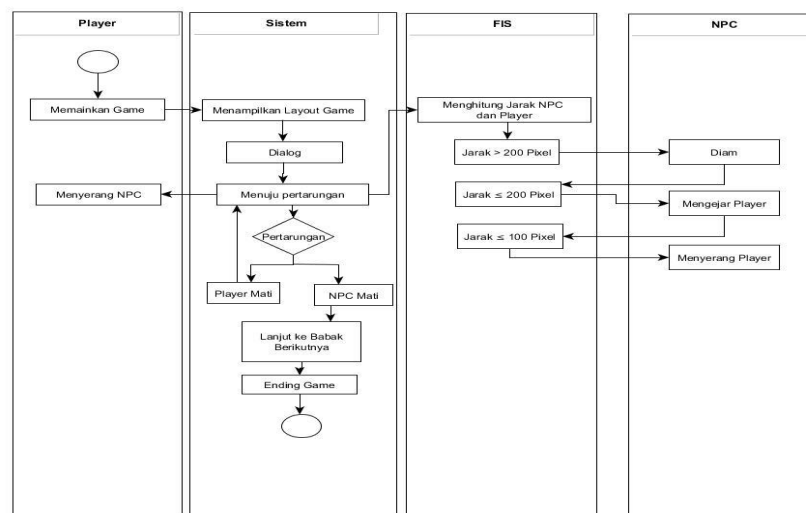 Player
Sistem
FIS
NPC
Memainkan Game
Menampilkan Layout Game
Menghitung Jarak NPC
dan Player
Dialog
Jarak > 200 Pixel
Diam
Menyerang NPC
Menuju pertarungan
Jarak ≤ 200 Pixel
Mengejar Player
Pertarungan
Jarak ≤ 100 Pixel
Menyerang Player
Player Mati
NPC Mati
Lanjut ke Babak
Berikutnya
Ending Game